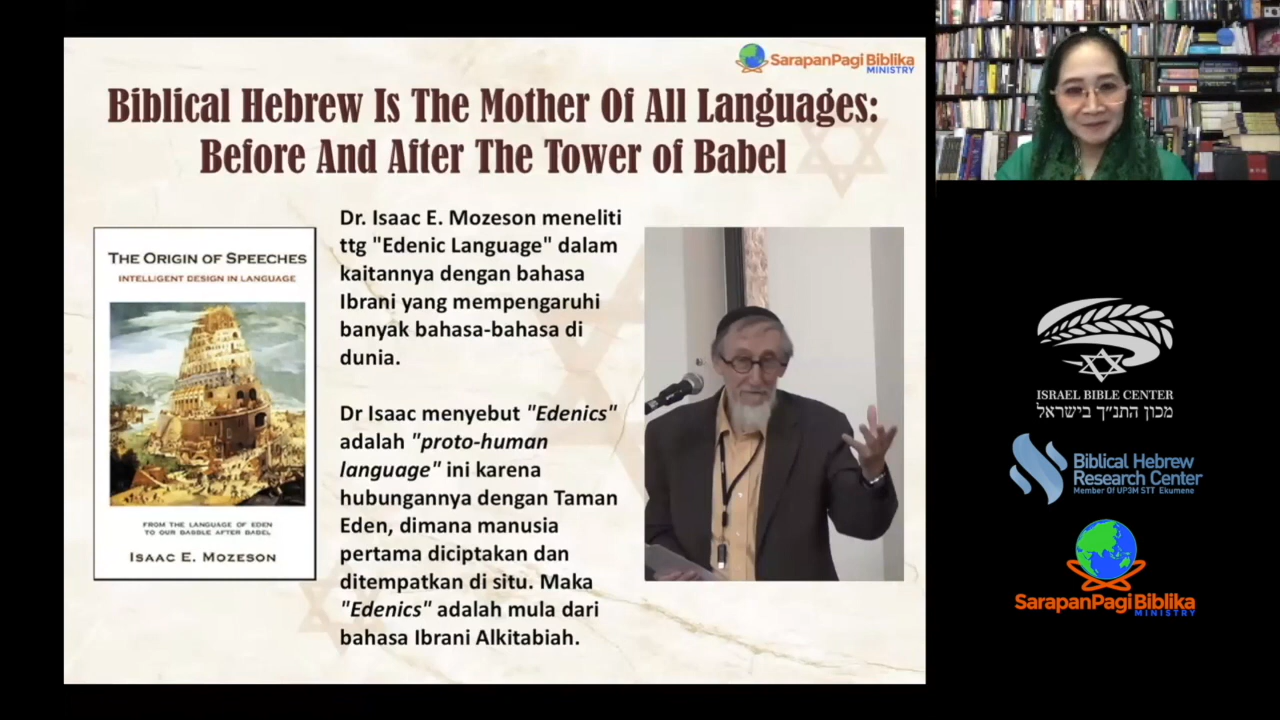 SarapanPagi Biblika
MINISTRY
Biblical Hebrew Is The Mother Of All Languages:
Before And After The Tower of Babel
THE ORIGIN OF SPEECHES
INTELLIGENT DESIGN IN LANGUAGE
FROM THE LANGUAGE OF EDEN
TO OUR BABBLE AFTER BABEL
ISAAC E. MOZESON
Dr. Isaac E. Mozeson meneliti
ttg "Edenic Language" dalam
kaitannya dengan bahasa
Ibrani yang mempengaruhi
banyak bahasa-bahasa di
dunia.
Dr Isaac menyebut "Edenics"
adalah "proto-human
language" ini karena
hubungannya dengan Taman
Eden, dimana manusia
pertama diciptakan dan
ditempatkan di situ. Maka
"Edenics" adalah mula dari
bahasa Ibrani Alkitabiah.
ISRAEL BIBLE CENTER
מכון התנ״ך בישראל
Biblical Hebrew
Research Center
Member Of UP3M STT Ekumene
SarapanPagi Biblika
MINISTRY